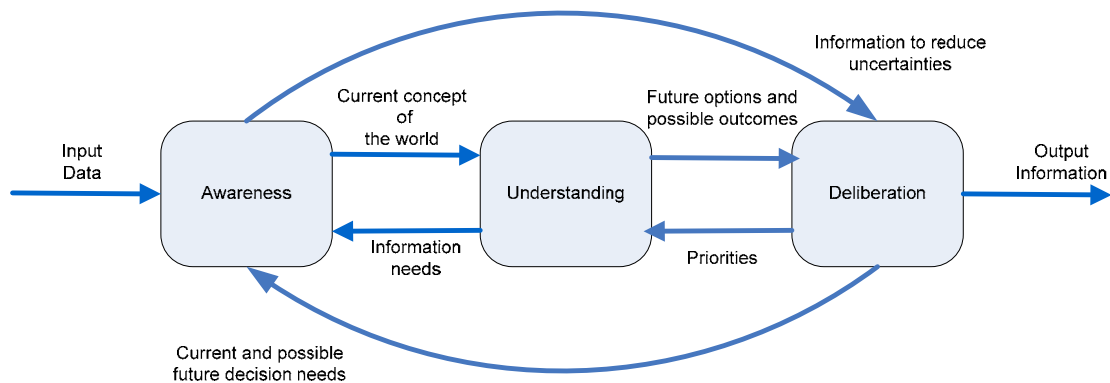 Information to reduce
uncertainties
Current concept
of
the world
Future options and
possible outcomes
Input
Data
Awareness
Understanding
Deliberation
Output
Information
Information
needs
Priorities
Current and possible
future decision needs